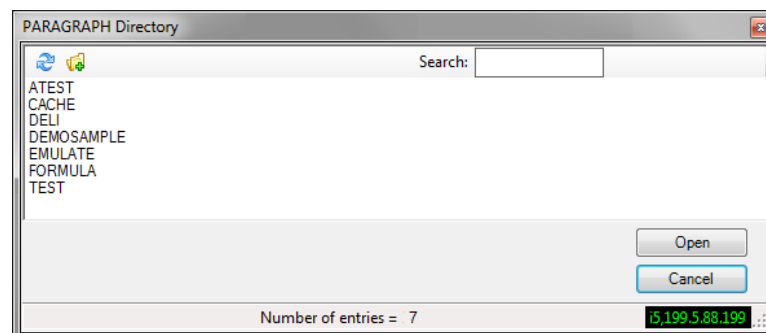 PARAGRAPH Directory
Search:
ATEST
CACHE
DELI
DEMOSAMPLE
EMULATE
FORMULA
TEST
Open
Cancel
Number of entries = 7
i5,199.5.88.199